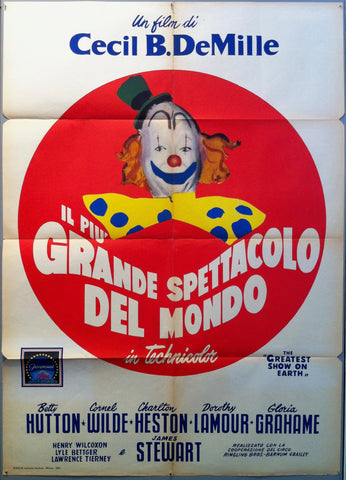 Un film di
Cecil B. DeMille
IL PIU'
GRANDE SPETTACOLO
DEL MONDO
in Technicolor
Paramount
THE
"GREATEST
SHOW ON
EARTH"
Betty Cornel Charlton Dorothy Gloria
HUTTON · WILDE · HESTON · LAMOUR · GRAHAME
HENRY WILCOXON
LYLE BETTGER
LAWRENCE TIERNEY
e
JAMES
STEWART
REALIZZATO CON LA
COOPERAZIONE DEL CIRCO
RINGLING BROS-BARNUM & BAILEY